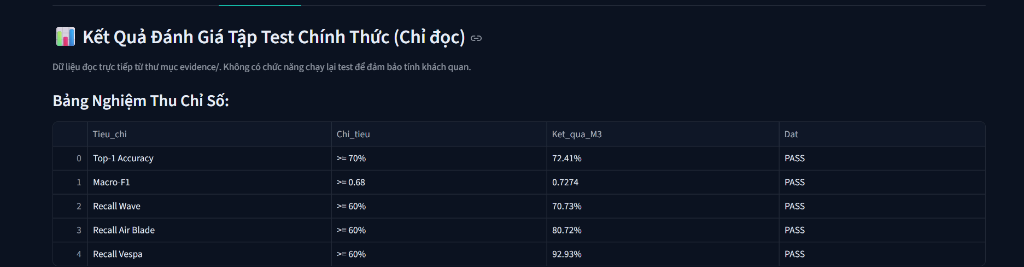 Kết Quả Đánh Giá Tập Test Chính Thức (Chỉ đọc)
Dữ liệu đọc trực tiếp từ thư mục evidence/. Không có chức năng chạy lại test để đảm bảo tính khách quan.
Bảng Nghiệm Thu Chỉ Số:
Tieu_chi Chi_tieu Ket_qua_M3 Dat
0 Top-1 Accuracy >= 70% 72.41% PASS
1 Macro-F1 >= 0.68 0.7274 PASS
2 Recall Wave >= 60% 70.73% PASS
3 Recall Air Blade >= 60% 80.72% PASS
4 Recall Vespa >= 60% 92.93% PASS